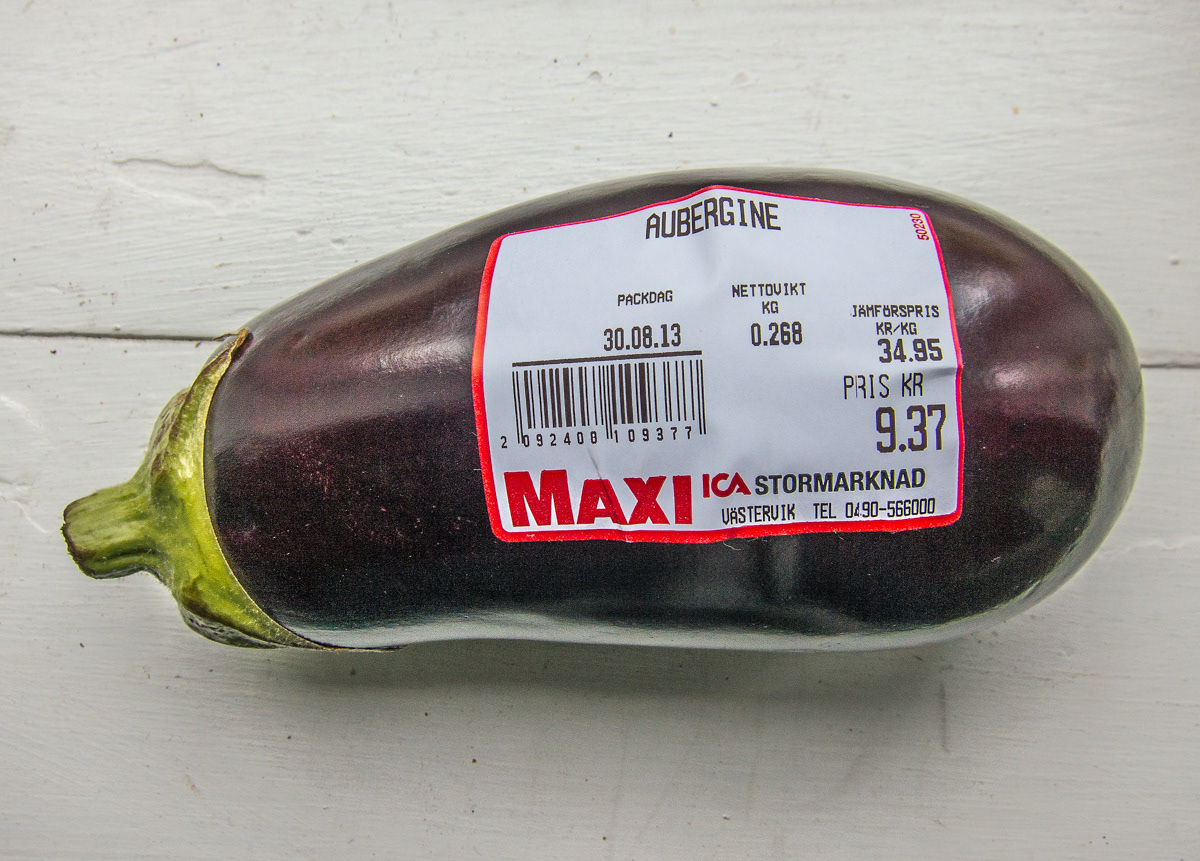 AUBERGINE
50230
PACKDAG
30.08.13
NETTOVIKT
KG
0.268
JÄMFÖRSPRIS
KR/KG
34.95
PRIS KR
9.37
2 092408 109377
MAXI ICA STORMARKNAD
VÄSTERVIK TEL 0490-566000